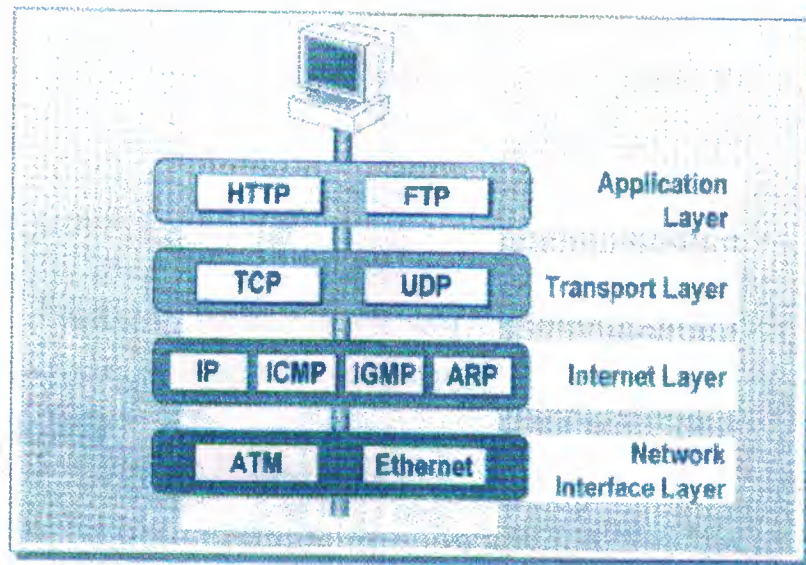 HTTP FTP Application
Layer
TCP UDP Transport Layer
IP ICMP IGMP ARP Internet Layer
ATM Ethernet Network
Interface Layer